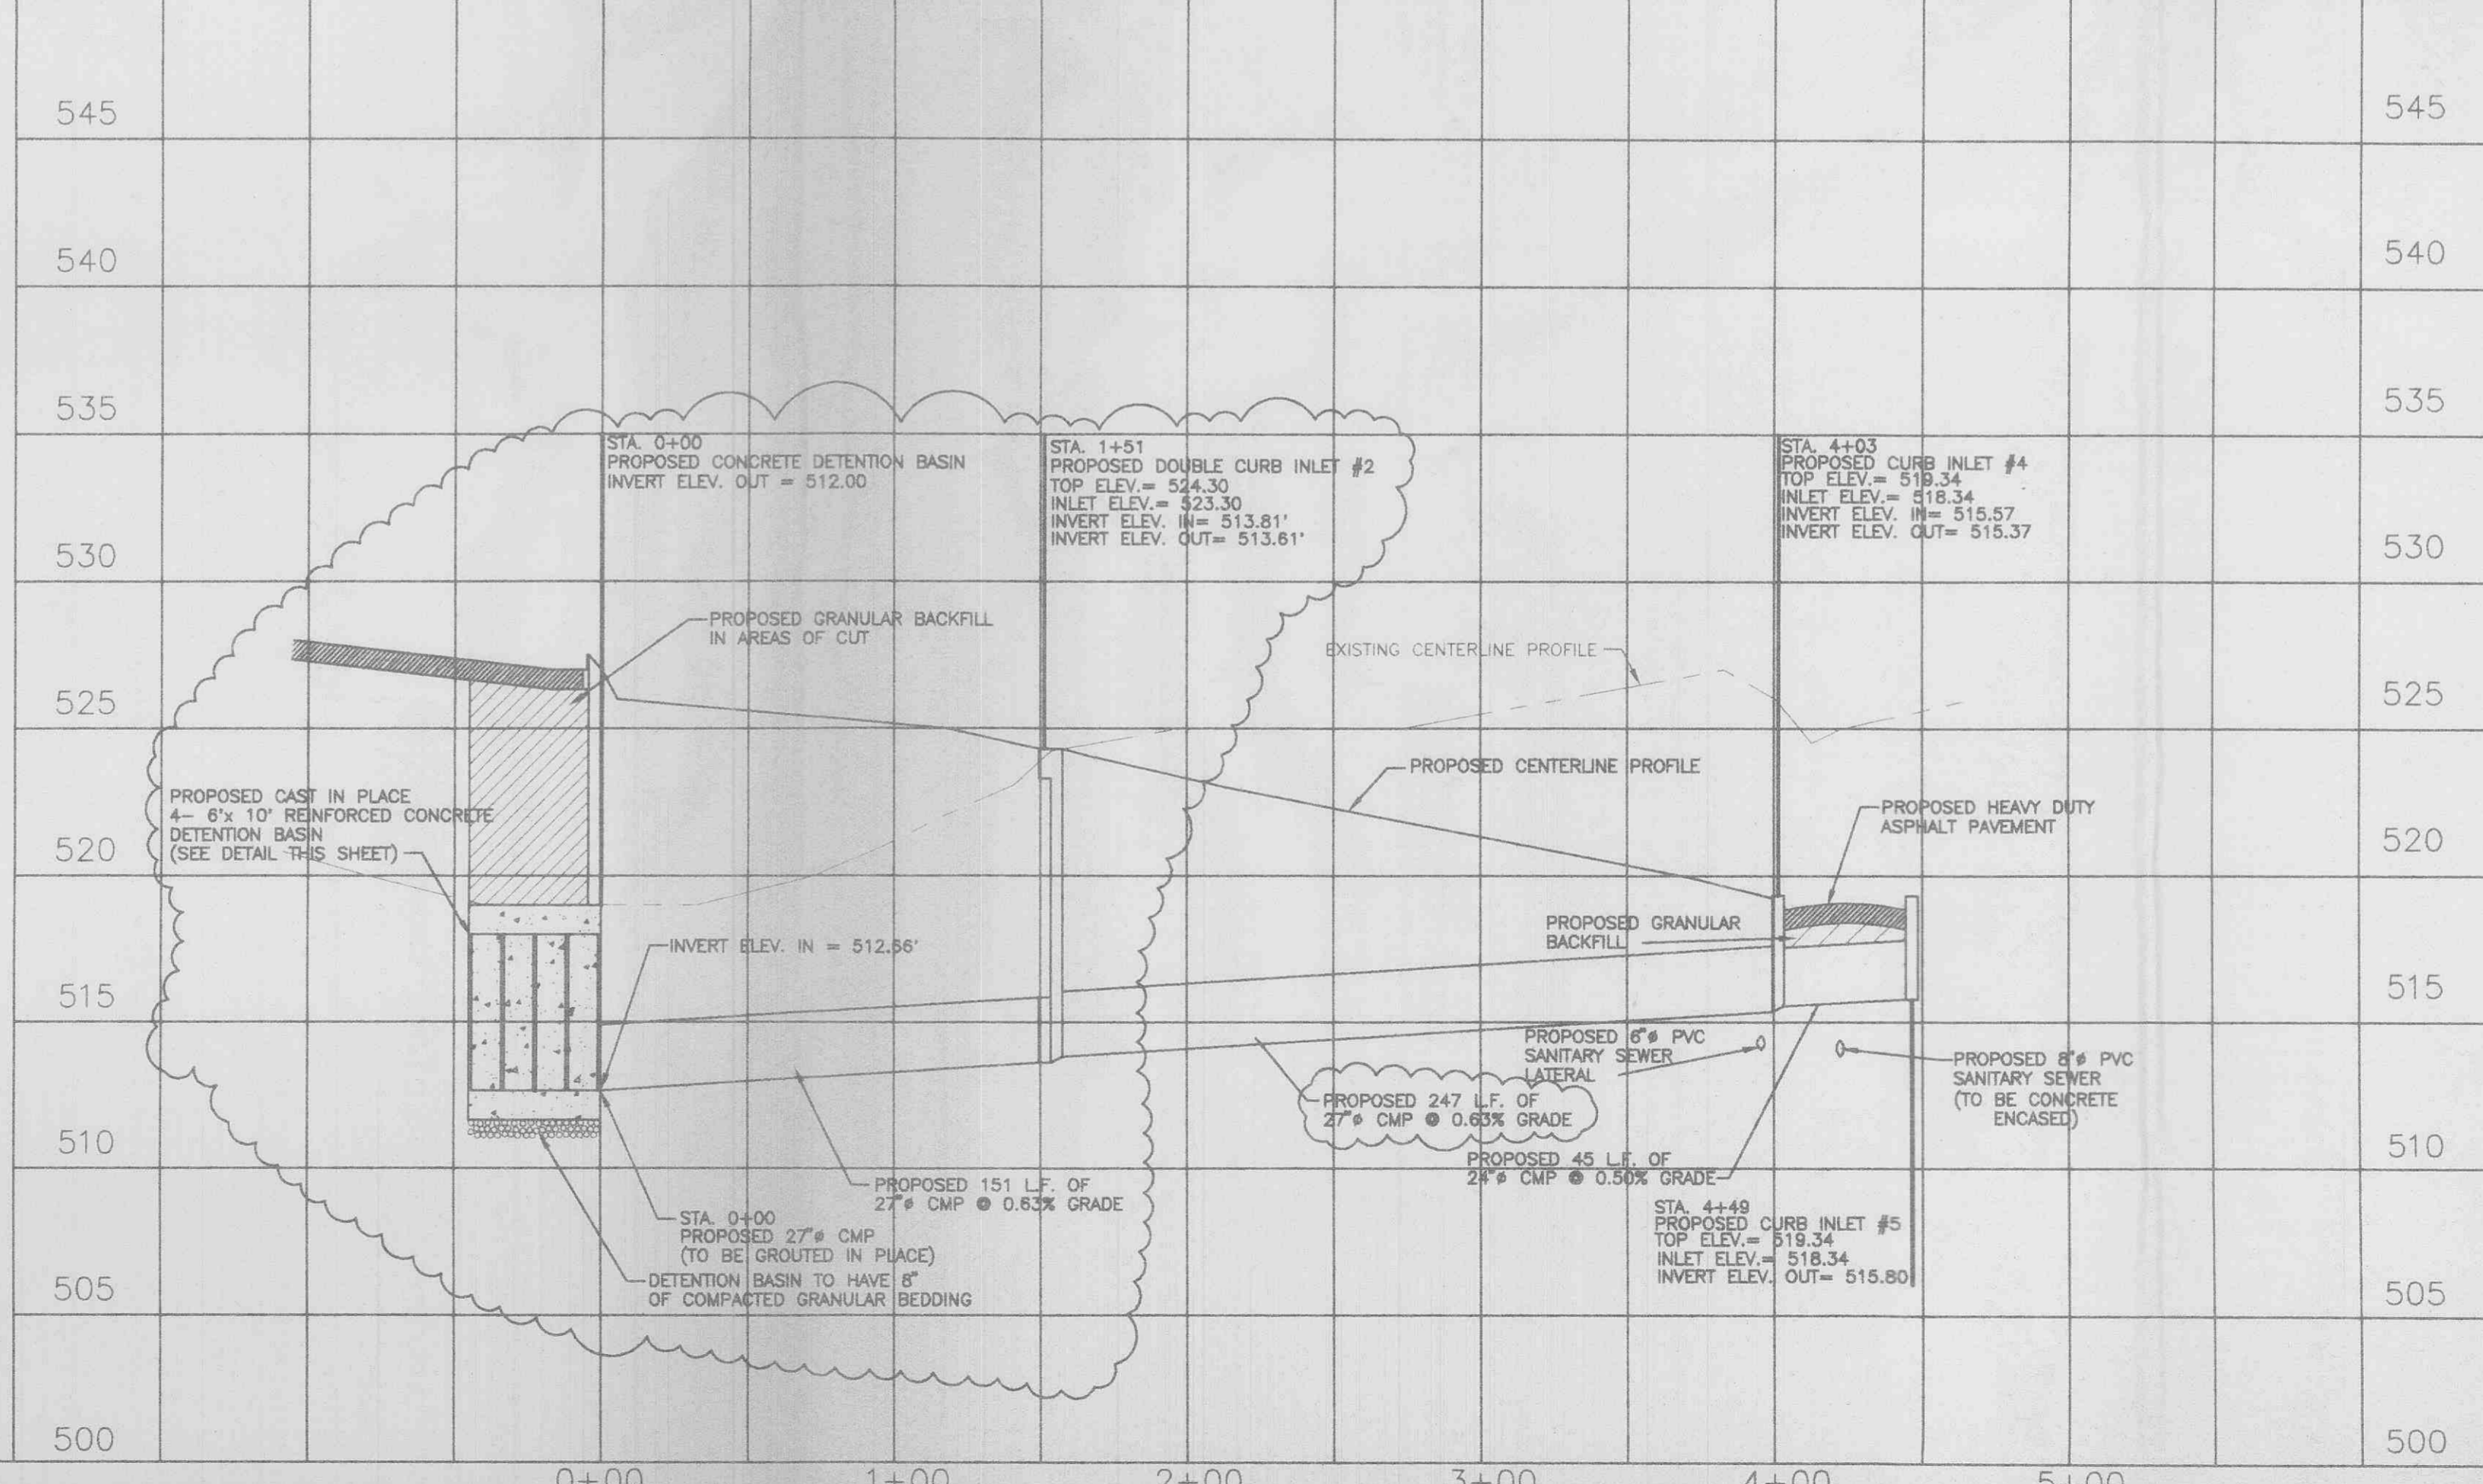 545
545
540
540
535
535
STA. 0+00
PROPOSED CONCRETE DETENTION BASIN
INVERT ELEV. OUT = 512.00
STA. 1+51
PROPOSED DOUBLE CURB INLET #2
TOP ELEV.= 524.30
INLET ELEV.= 523.30
INVERT ELEV. IN= 513.81'
INVERT ELEV. OUT= 513.61'
STA. 4+03
PROPOSED CURB INLET #4
TOP ELEV.= 519.34
INLET ELEV.= 518.34
INVERT ELEV. IN= 515.57
INVERT ELEV. OUT= 515.37
530
530
PROPOSED GRANULAR BACKFILL
IN AREAS OF CUT
EXISTING CENTERLINE PROFILE
525
525
PROPOSED CENTERLINE PROFILE
PROPOSED CAST IN PLACE
4- 6'x 10' REINFORCED CONCRETE
DETENTION BASIN
(SEE DETAIL THIS SHEET)
PROPOSED HEAVY DUTY
ASPHALT PAVEMENT
520
520
PROPOSED GRANULAR
BACKFILL
INVERT ELEV. IN = 512.66'
515
515
PROPOSED 6"ø PVC
SANITARY SEWER
LATERAL
PROPOSED 8"ø PVC
SANITARY SEWER
(TO BE CONCRETE
ENCASED)
PROPOSED 247 L.F. OF
27"ø CMP @ 0.63% GRADE
510
510
PROPOSED 45 L.F. OF
24"ø CMP @ 0.50% GRADE
PROPOSED 151 L.F. OF
27"ø CMP @ 0.63% GRADE
STA. 0+00
PROPOSED 27"ø CMP
(TO BE GROUTED IN PLACE)
STA. 4+49
PROPOSED CURB INLET #5
TOP ELEV.= 519.34
INLET ELEV.= 518.34
INVERT ELEV. OUT= 515.80
DETENTION BASIN TO HAVE 8"
OF COMPACTED GRANULAR BEDDING
505
505
500
500
0+00
1+00
2+00
3+00
4+00
5+00